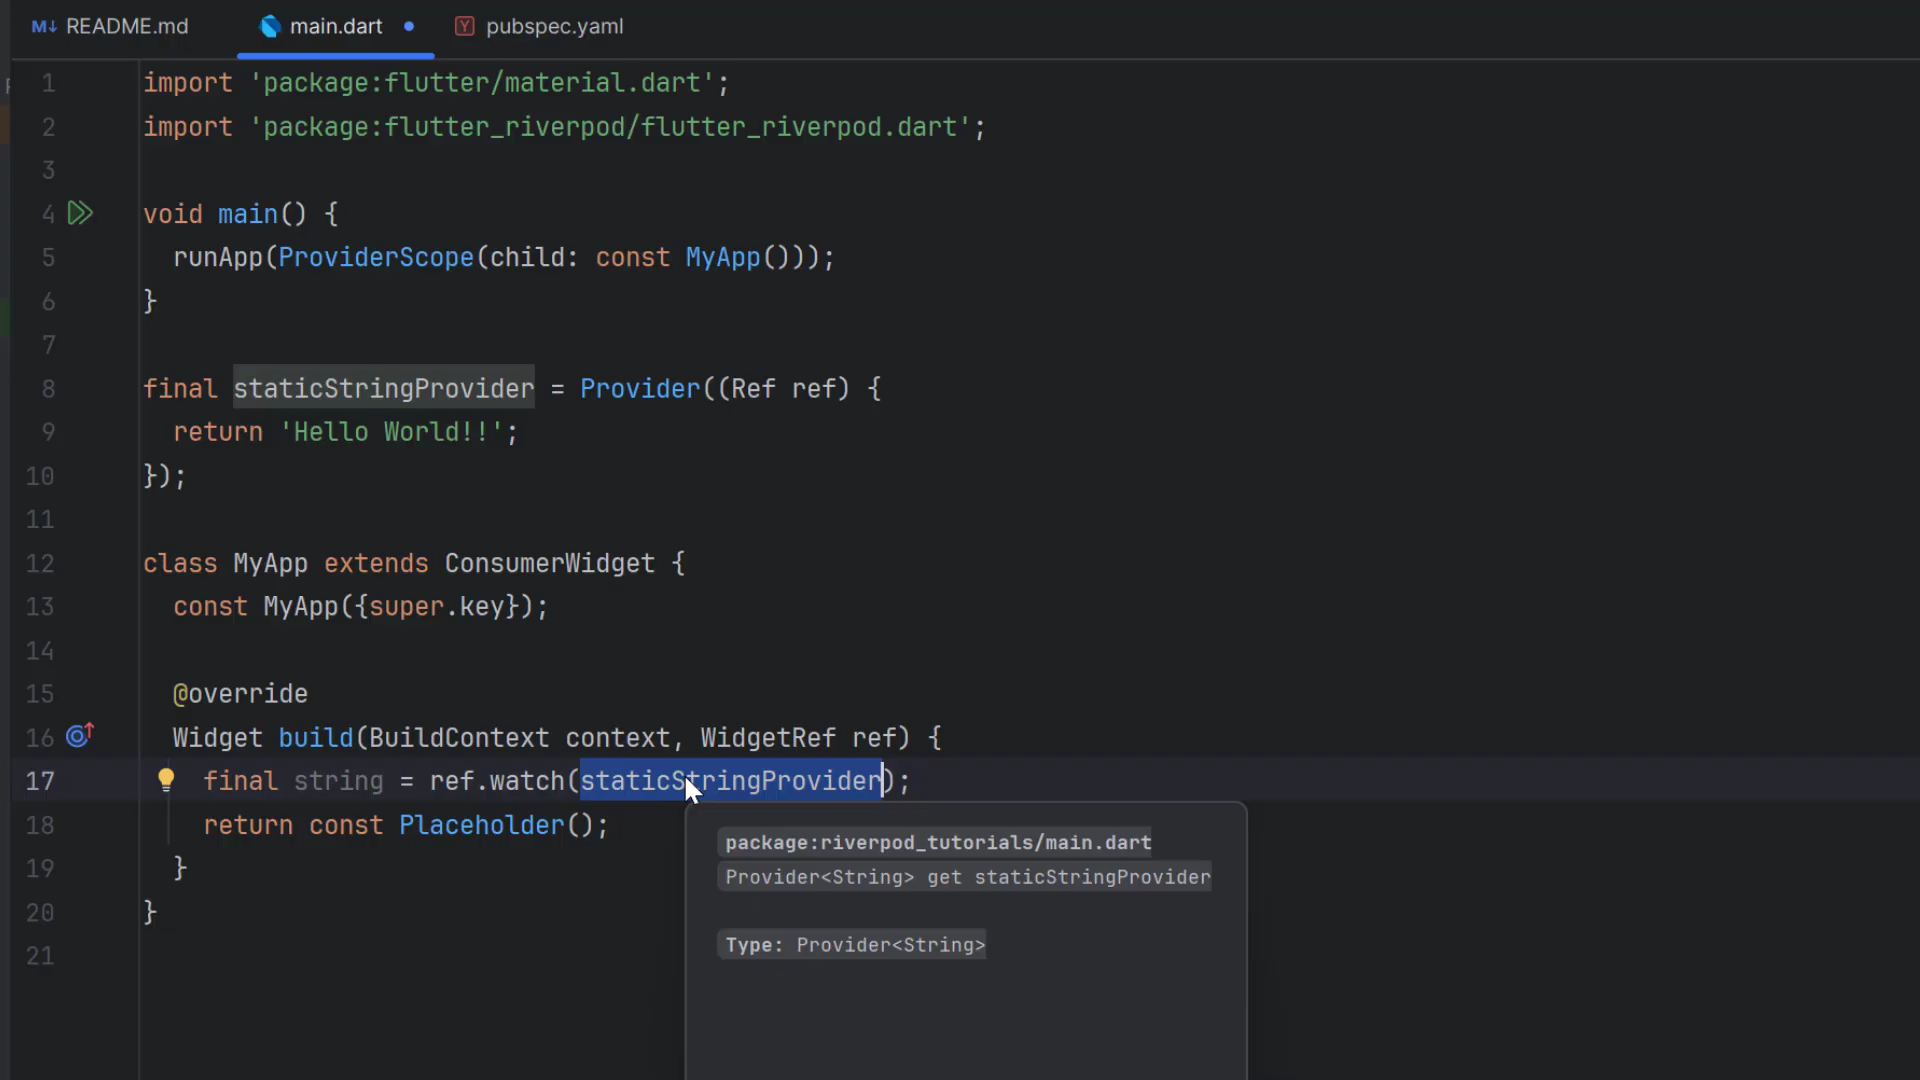 README.md
main.dart
pubspec.yaml
1 import 'package:flutter/material.dart';
2 import 'package:flutter_riverpod/flutter_riverpod.dart';
3
4 void main() {
5 runApp(ProviderScope(child: const MyApp()));
6 }
7
8 final staticStringProvider = Provider((Ref ref) {
9 return 'Hello World!!';
10 });
11
12 class MyApp extends ConsumerWidget {
13 const MyApp({super.key});
14
15 @override
16 Widget build(BuildContext context, WidgetRef ref) {
17 final string = ref.watch(staticStringProvider);
18 return const Placeholder();
19 }
20 }
21
package:riverpod_tutorials/main.dart
Provider<String> get staticStringProvider
Type: Provider<String>